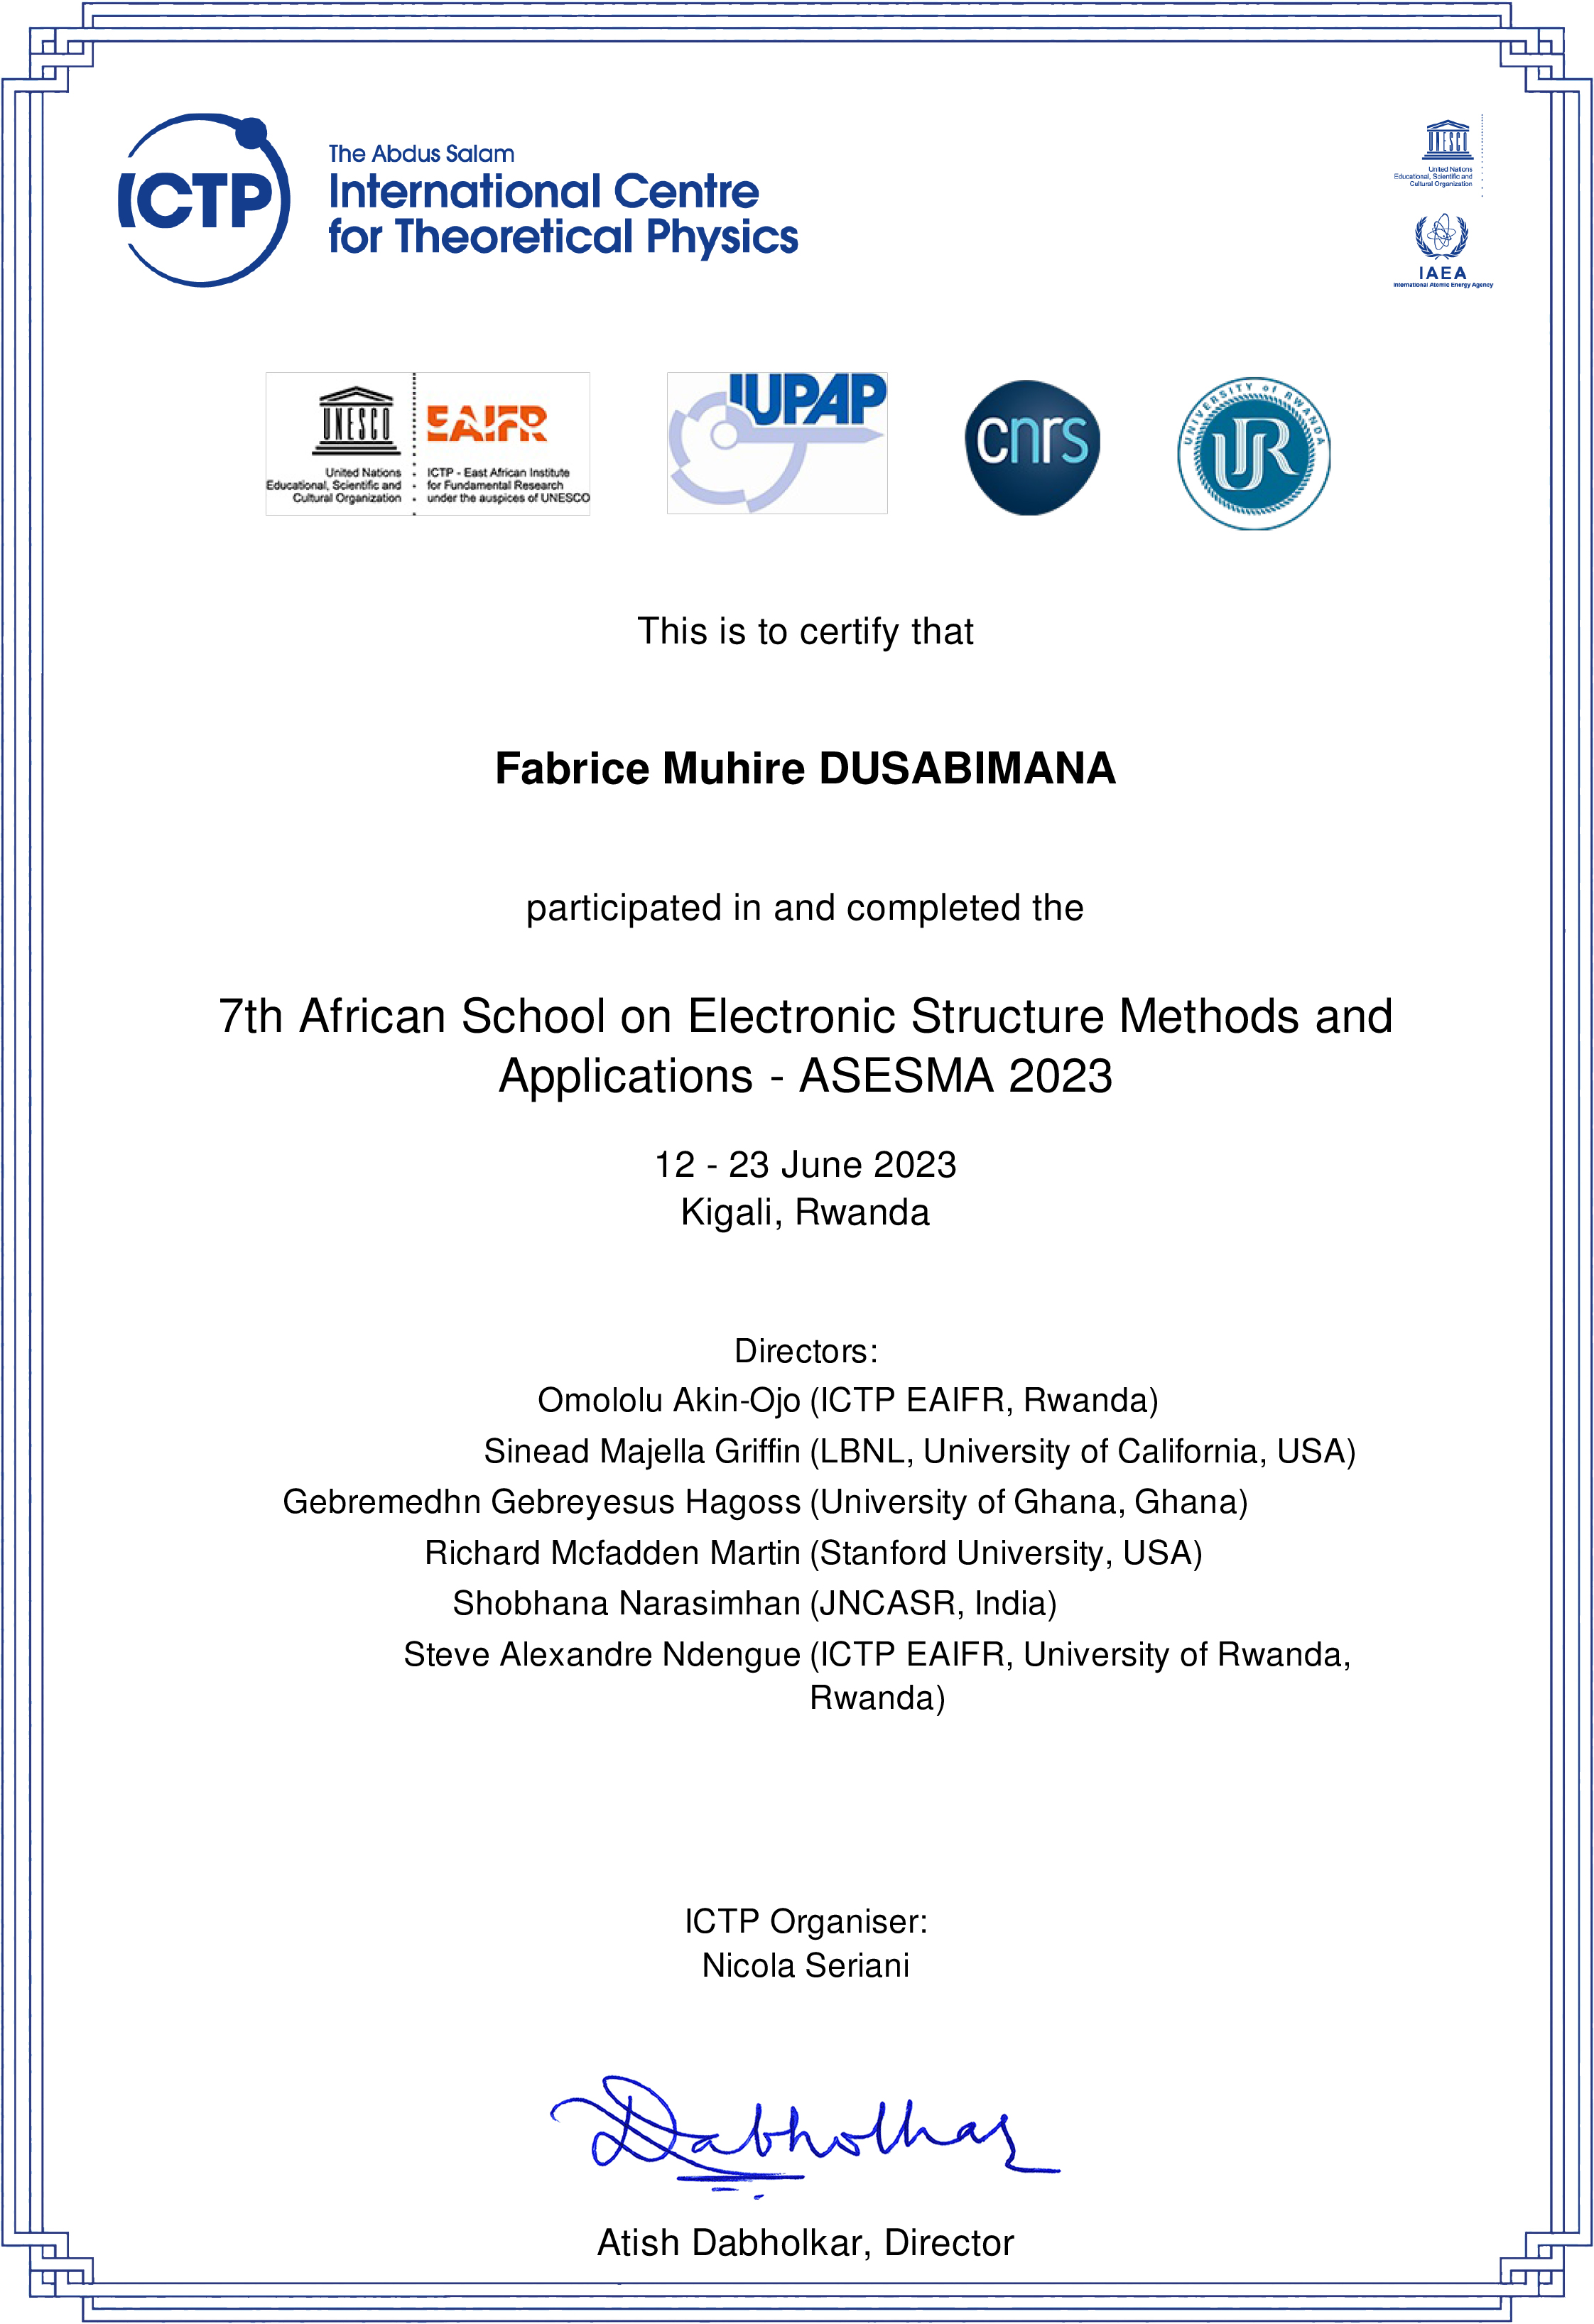 ICTP
The Abdus Salam
International Centre
for Theoretical Physics
UNESCO
United Nations
Educational, Scientific and
Cultural Organization
IAEA
International Atomic Energy Agency
UNESCO
United Nations
Educational, Scientific and
Cultural Organization
EAIFR
ICTP - East African Institute
for Fundamental Research
under the auspices of UNESCO
IUPAP
cnrs
UNIVERSITY of RWANDA
UR
This is to certify that
Fabrice Muhire DUSABIMANA
participated in and completed the
7th African School on Electronic Structure Methods and
Applications - ASESMA 2023
12 - 23 June 2023
Kigali, Rwanda
Directors:
Omololu Akin-Ojo (ICTP EAIFR, Rwanda)
Sinead Majella Griffin (LBNL, University of California, USA)
Gebremedhn Gebreyesus Hagoss (University of Ghana, Ghana)
Richard Mcfadden Martin (Stanford University, USA)
Shobhana Narasimhan (JNCASR, India)
Steve Alexandre Ndengue (ICTP EAIFR, University of Rwanda,
Rwanda)
ICTP Organiser:
Nicola Seriani
Dabholkar
Atish Dabholkar, Director